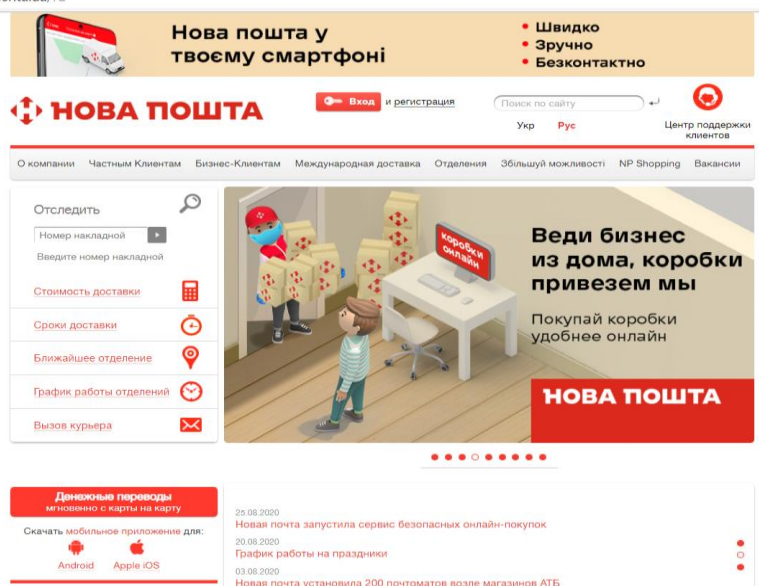 Нова пошта у
твоєму смартфоні
Швидко
Зручно
Безконтактно
НОВА ПОШТА
Вход и регистрация
Поиск по сайту
Укр Рус
Центр поддержки
клиентов
О компании Частным Клиентам Бизнес-Клиентам Международная доставка Отделения Збільшуй можливості NP Shopping Вакансии
Отследить
Номер накладной
Введите номер накладной
Стоимость доставки
Сроки доставки
Ближайшее отделение
График работы отделений
Вызов курьера
коробки
онлайн
Веди бизнес
из дома, коробки
привезем мы
Покупай коробки
удобнее онлайн
НОВА ПОШТА
Денежные переводы
мгновенно с карты на карту
Скачать мобильное приложение для:
Android Apple iOS
25.08.2020
Новая почта запустила сервис безопасных онлайн-покупок
20.08.2020
График работы на праздники
03.08.2020
Новая почта установила 200 почтоматов возле магазинов АТБ